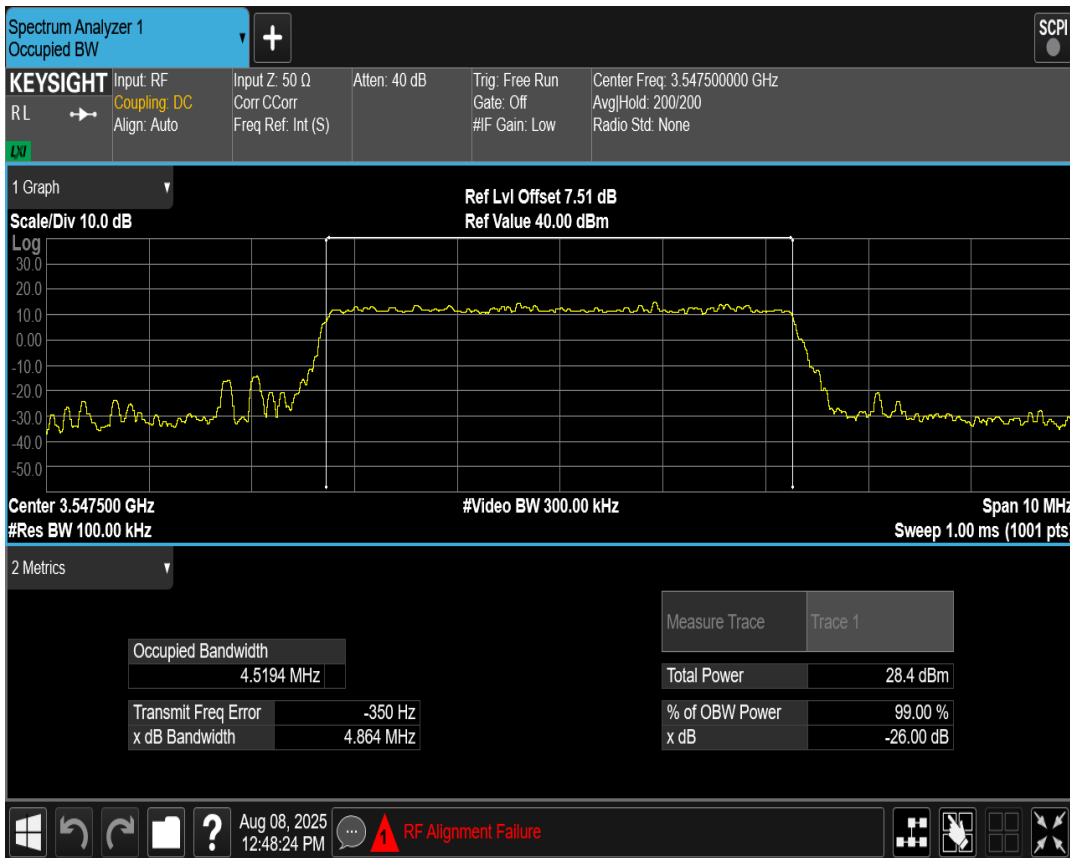 Spectrum Analyzer 1
Occupied BW
+
SCPI
KEYSIGHT
R L
LXI
Input: RF
Coupling: DC
Align: Auto
Input Z: 50 Ω
Corr CCorr
Freq Ref: Int (S)
Atten: 40 dB
Trig: Free Run
Gate: Off
#IF Gain: Low
Center Freq: 3.547500000 GHz
Avg|Hold: 200/200
Radio Std: None
1 Graph
Ref Lvl Offset 7.51 dB
Scale/Div 10.0 dB
Ref Value 40.00 dBm
Log
30.0
20.0
10.0
0.00
-10.0
-20.0
-30.0
-40.0
-50.0
Center 3.547500 GHz
#Video BW 300.00 kHz
Span 10 MHz
#Res BW 100.00 kHz
Sweep 1.00 ms (1001 pts)
2 Metrics
Measure Trace Trace 1
Occupied Bandwidth
4.5194 MHz
Total Power 28.4 dBm
Transmit Freq Error -350 Hz
% of OBW Power 99.00 %
x dB Bandwidth 4.864 MHz
x dB -26.00 dB
?
Aug 08, 2025
12:48:24 PM
1
RF Alignment Failure